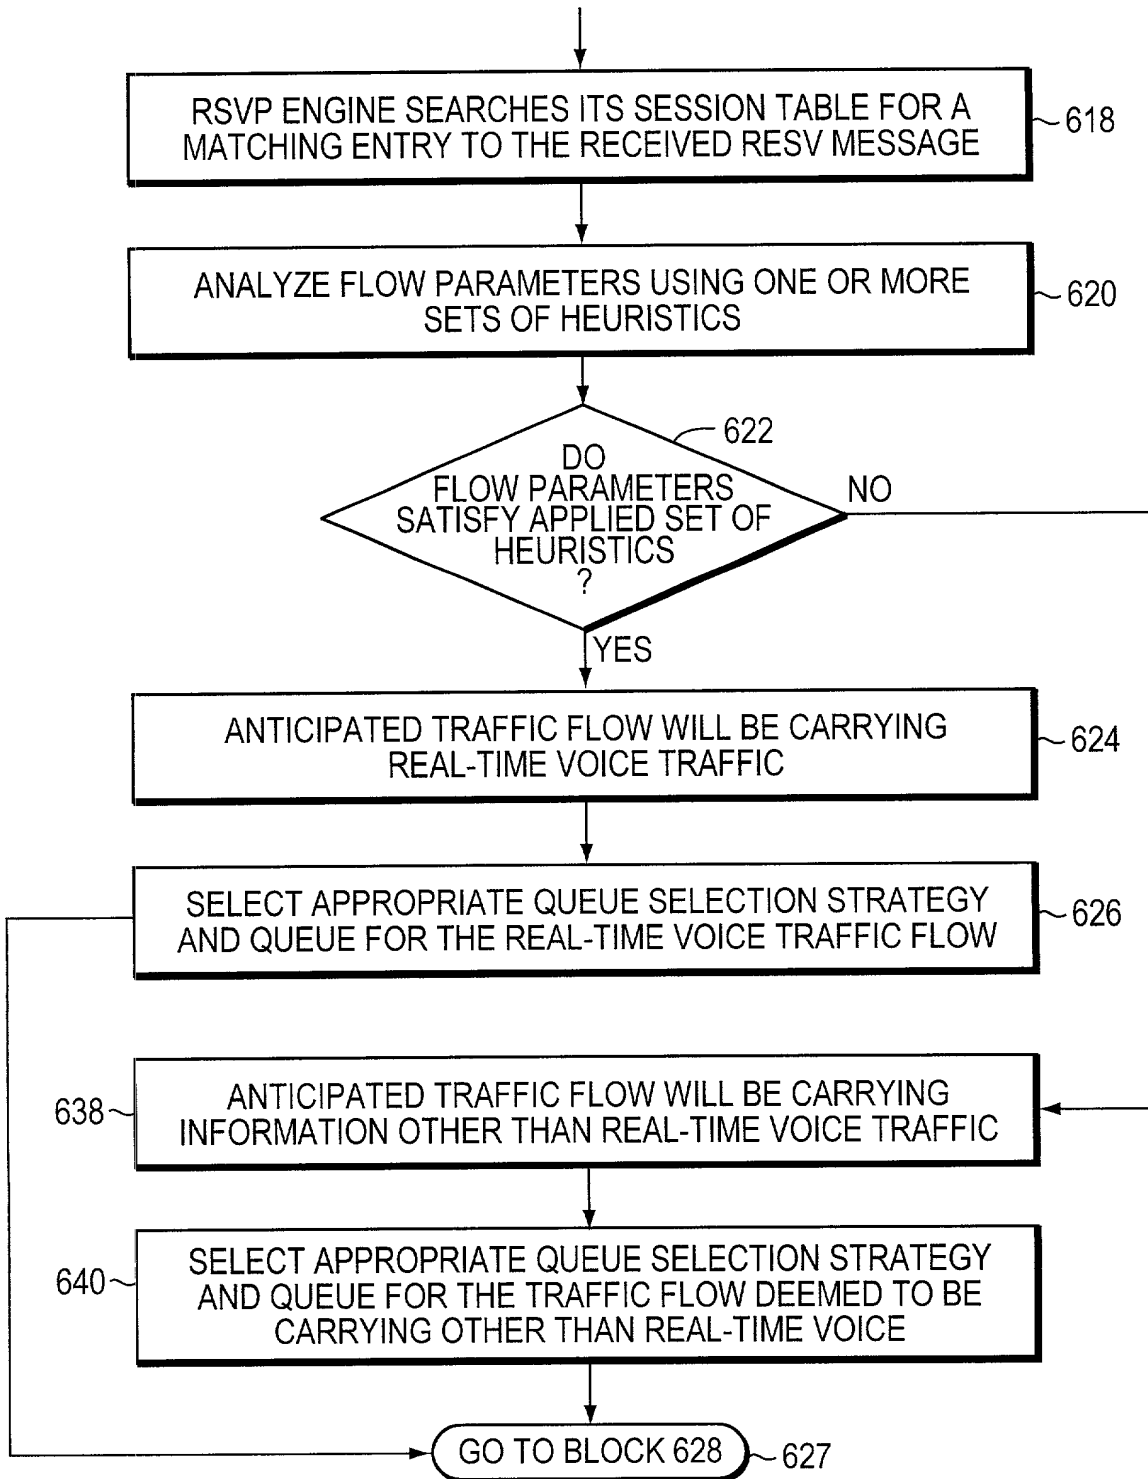 RSVP ENGINE SEARCHES ITS SESSION TABLE FOR A
MATCHING ENTRY TO THE RECEIVED RESV MESSAGE
618
ANALYZE FLOW PARAMETERS USING ONE OR MORE
SETS OF HEURISTICS
620
622
DO
FLOW PARAMETERS
SATISFY APPLIED SET OF
HEURISTICS
?
NO
YES
ANTICIPATED TRAFFIC FLOW WILL BE CARRYING
REAL-TIME VOICE TRAFFIC
624
SELECT APPROPRIATE QUEUE SELECTION STRATEGY
AND QUEUE FOR THE REAL-TIME VOICE TRAFFIC FLOW
626
638
ANTICIPATED TRAFFIC FLOW WILL BE CARRYING
INFORMATION OTHER THAN REAL-TIME VOICE TRAFFIC
640
SELECT APPROPRIATE QUEUE SELECTION STRATEGY
AND QUEUE FOR THE TRAFFIC FLOW DEEMED TO BE
CARRYING OTHER THAN REAL-TIME VOICE
GO TO BLOCK 628
627